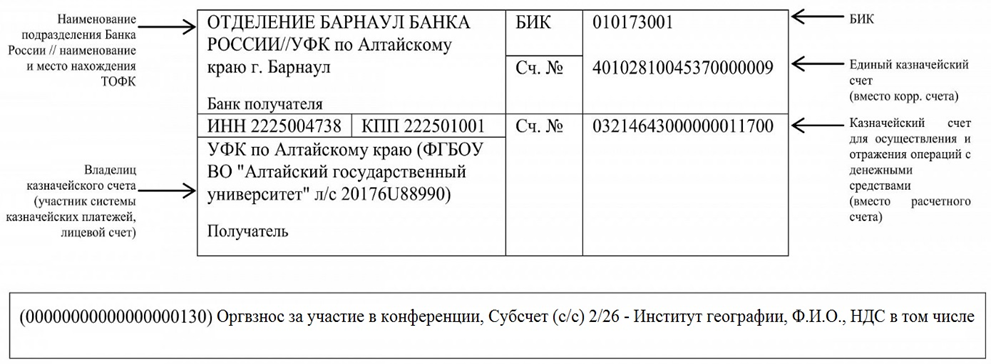 Наименование
подразделения Банка
России // наименование
и место нахождения
ТОФК
ОТДЕЛЕНИЕ БАРНАУЛ БАНКА
РОССИИ//УФК по Алтайскому
краю г. Барнаул
Банк получателя
БИК
010173001
Сч. №
40102810045370000009
БИК
Единый казначейский
счет
(вместо корр. счета)
ИНН 2225004738
КПП 222501001
Сч. №
03214643000000011700
Казначейский счет
для осуществления и
отражения операций с
денежными
средствами
(вместо расчетного
счета)
Владелиц
казначейского счета
(участник системы
казначейских платежей,
лицевой счет)
УФК по Алтайскому краю (ФГБОУ
ВО "Алтайский государственный
университет" л/с 20176U88990)
Получатель
(00000000000000000130) Оргвзнос за участие в конференции, Субсчет (с/с) 2/26 - Институт географии, Ф.И.О., НДС в том числе